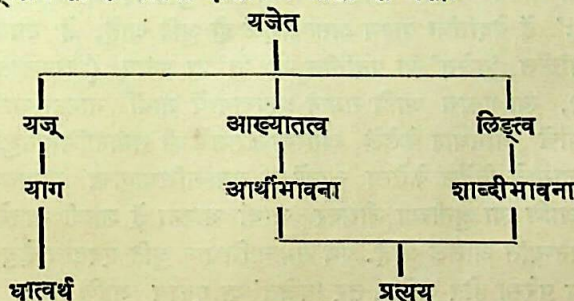 यजेत
यज् आख्यातत्व लिङ्त्व
याग आर्थीभावना शाब्दीभावना
धात्वर्थ प्रत्यय